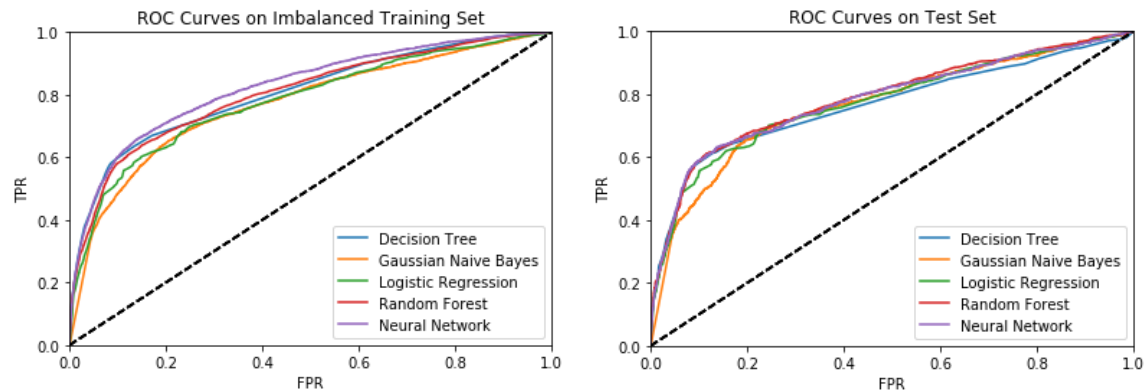 ROC Curves on Imbalanced Training Set
1.0
0.8
0.6
0.4
0.2
0.0
TPR
Decision Tree
Gaussian Naive Bayes
Logistic Regression
Random Forest
Neural Network
0.0 0.2 0.4 0.6 0.8 1.0
FPR
ROC Curves on Test Set
1.0
0.8
0.6
0.4
0.2
0.0
TPR
Decision Tree
Gaussian Naive Bayes
Logistic Regression
Random Forest
Neural Network
0.0 0.2 0.4 0.6 0.8 1.0
FPR